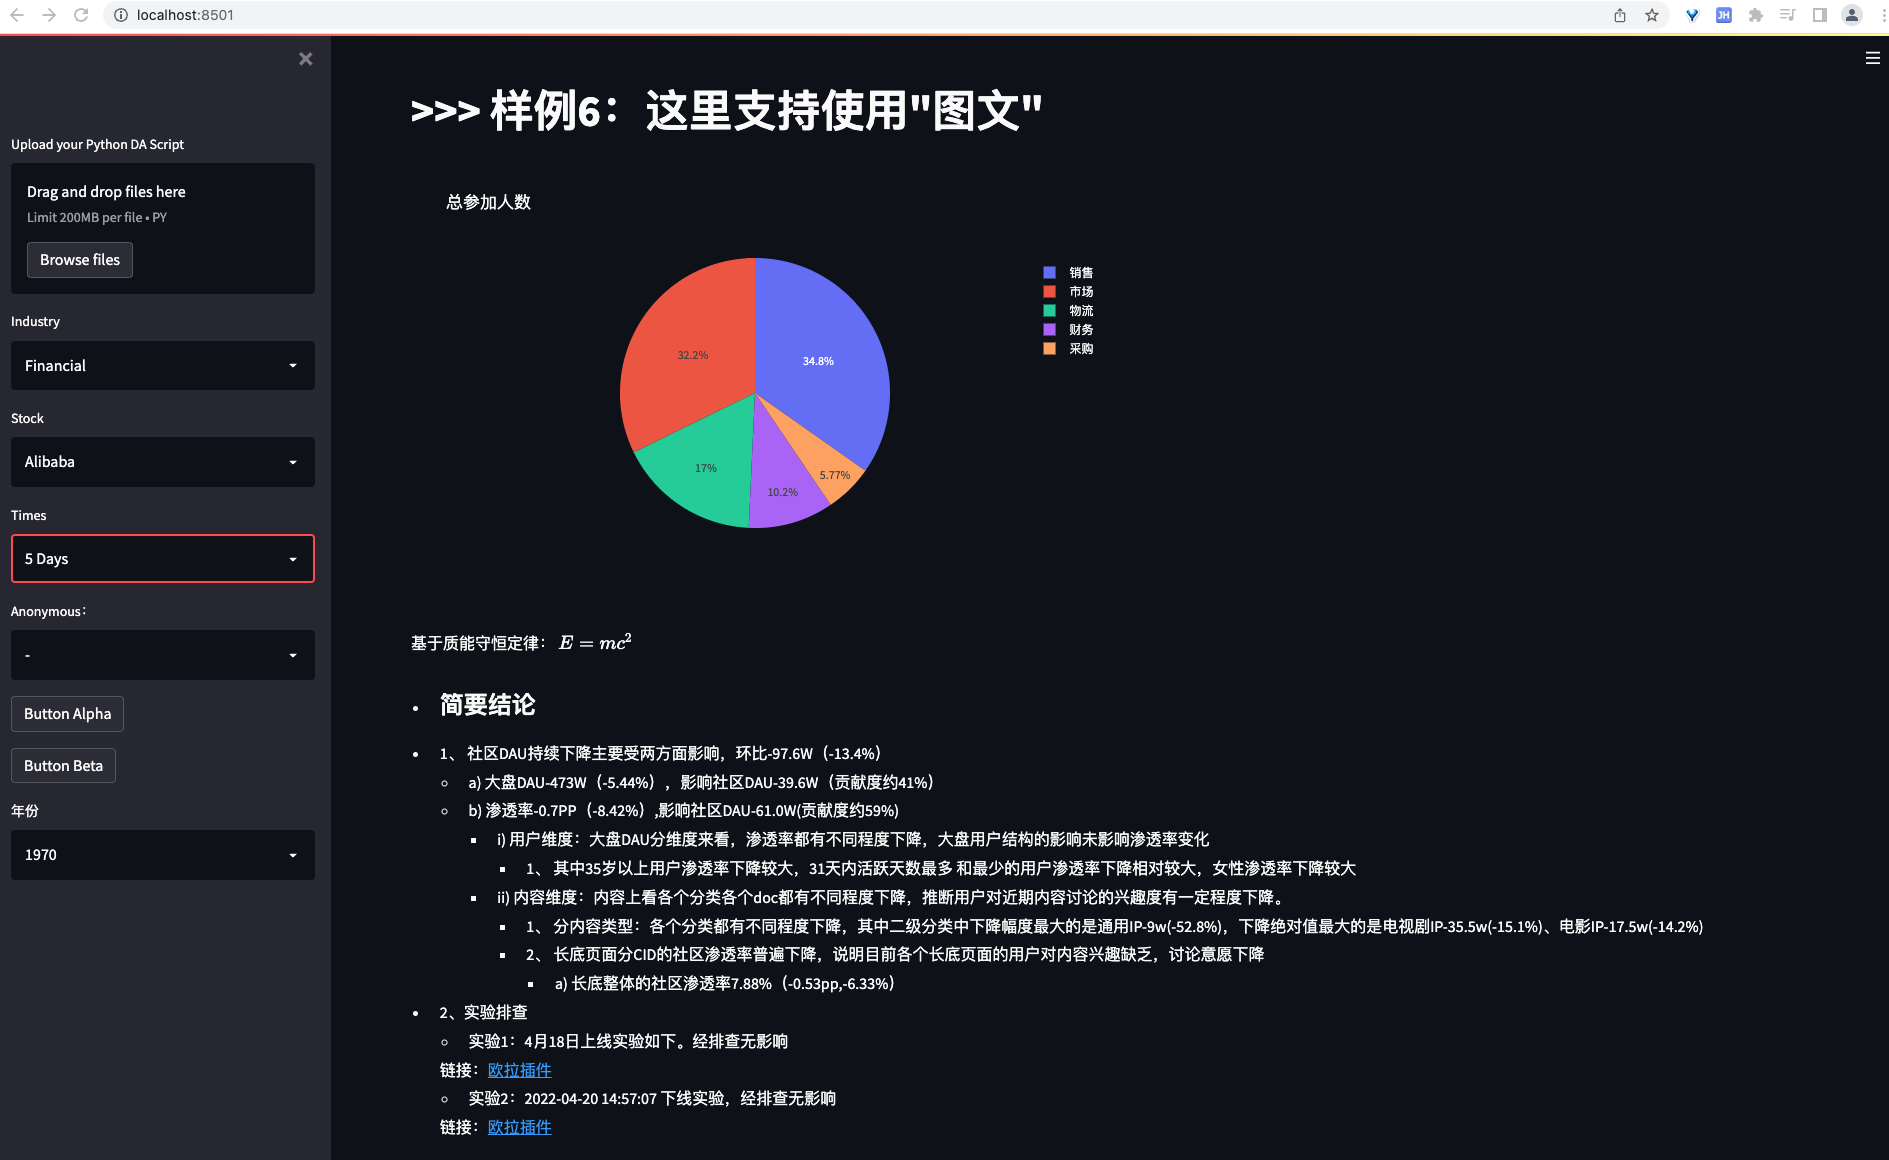 localhost:8501
JH
Upload your Python DA Script
Drag and drop files here
Limit 200MB per file • PY
Browse files
Industry
Financial
Stock
Alibaba
Times
5 Days
Anonymous：
-
Button Alpha
Button Beta
年份
1970
>>> 样例6：这里支持使用"图文"
总参加人数
34.8%
32.2%
17%
10.2%
5.77%
销售
市场
物流
财务
采购
基于质能守恒定律： E = mc²
• 简要结论
• 1、 社区DAU持续下降主要受两方面影响，环比-97.6W（-13.4%）
◦ a) 大盘DAU-473W（-5.44%），影响社区DAU-39.6W（贡献度约41%）
◦ b) 渗透率-0.7PP（-8.42%）,影响社区DAU-61.0W(贡献度约59%)
▪ i) 用户维度：大盘DAU分维度来看，渗透率都有不同程度下降，大盘用户结构的影响未影响渗透率变化
▪ 1、 其中35岁以上用户渗透率下降较大，31天内活跃天数最多 和最少的用户渗透率下降相对较大，女性渗透率下降较大
▪ ii) 内容维度：内容上看各个分类各个doc都有不同程度下降，推断用户对近期内容讨论的兴趣度有一定程度下降。
▪ 1、 分内容类型：各个分类都有不同程度下降，其中二级分类中下降幅度最大的是通用IP-9w(-52.8%)，下降绝对值最大的是电视剧IP-35.5w(-15.1%)、电影IP-17.5w(-14.2%)
▪ 2、 长底页面分CID的社区渗透率普遍下降，说明目前各个长底页面的用户对内容兴趣缺乏，讨论意愿下降
▪ a) 长底整体的社区渗透率7.88%（-0.53pp,-6.33%）
• 2、实验排查
◦ 实验1：4月18日上线实验如下。经排查无影响
链接：欧拉插件
◦ 实验2：2022-04-20 14:57:07 下线实验，经排查无影响
链接：欧拉插件